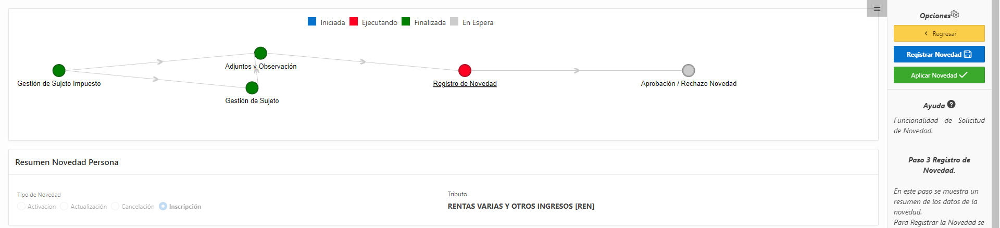 Iniciada Ejecutando Finalizada En Espera
Adjuntos y Observación
Gestión de Sujeto Impuesto
Registro de Novedad
Aprobación / Rechazo Novedad
Gestión de Sujeto
Resumen Novedad Persona
Tipo de Novedad
Activacion Actualización Cancelación Inscripción
Tributo
RENTAS VARIAS Y OTROS INGRESOS [REN]
Opciones
Regresar
Registrar Novedad
Aplicar Novedad
Ayuda
Funcionalidad de Solicitud
de Novedad.
Paso 3 Registro de
Novedad.
En este paso se muestra un
resumen de los datos de la
novedad.
Para Registrar la Novedad se